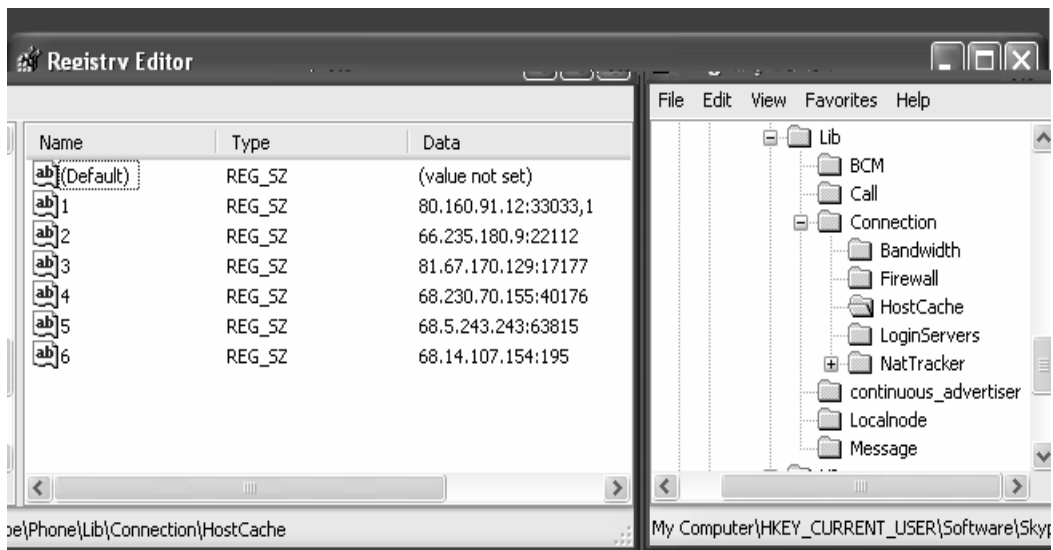 Registry Editor
Name Type Data
(Default) REG_SZ (value not set)
1 REG_SZ 80.160.91.12:33033,1
2 REG_SZ 66.235.180.9:22112
3 REG_SZ 81.67.170.129:17177
4 REG_SZ 68.230.70.155:40176
5 REG_SZ 68.5.243.243:63815
6 REG_SZ 68.14.107.154:195
pe\Phone\Lib\Connection\HostCache
File Edit View Favorites Help
Lib
BCM
Call
Connection
Bandwidth
Firewall
HostCache
LoginServers
NatTracker
continuous_advertiser
Localnode
Message
My Computer\HKEY_CURRENT_USER\Software\Skyp